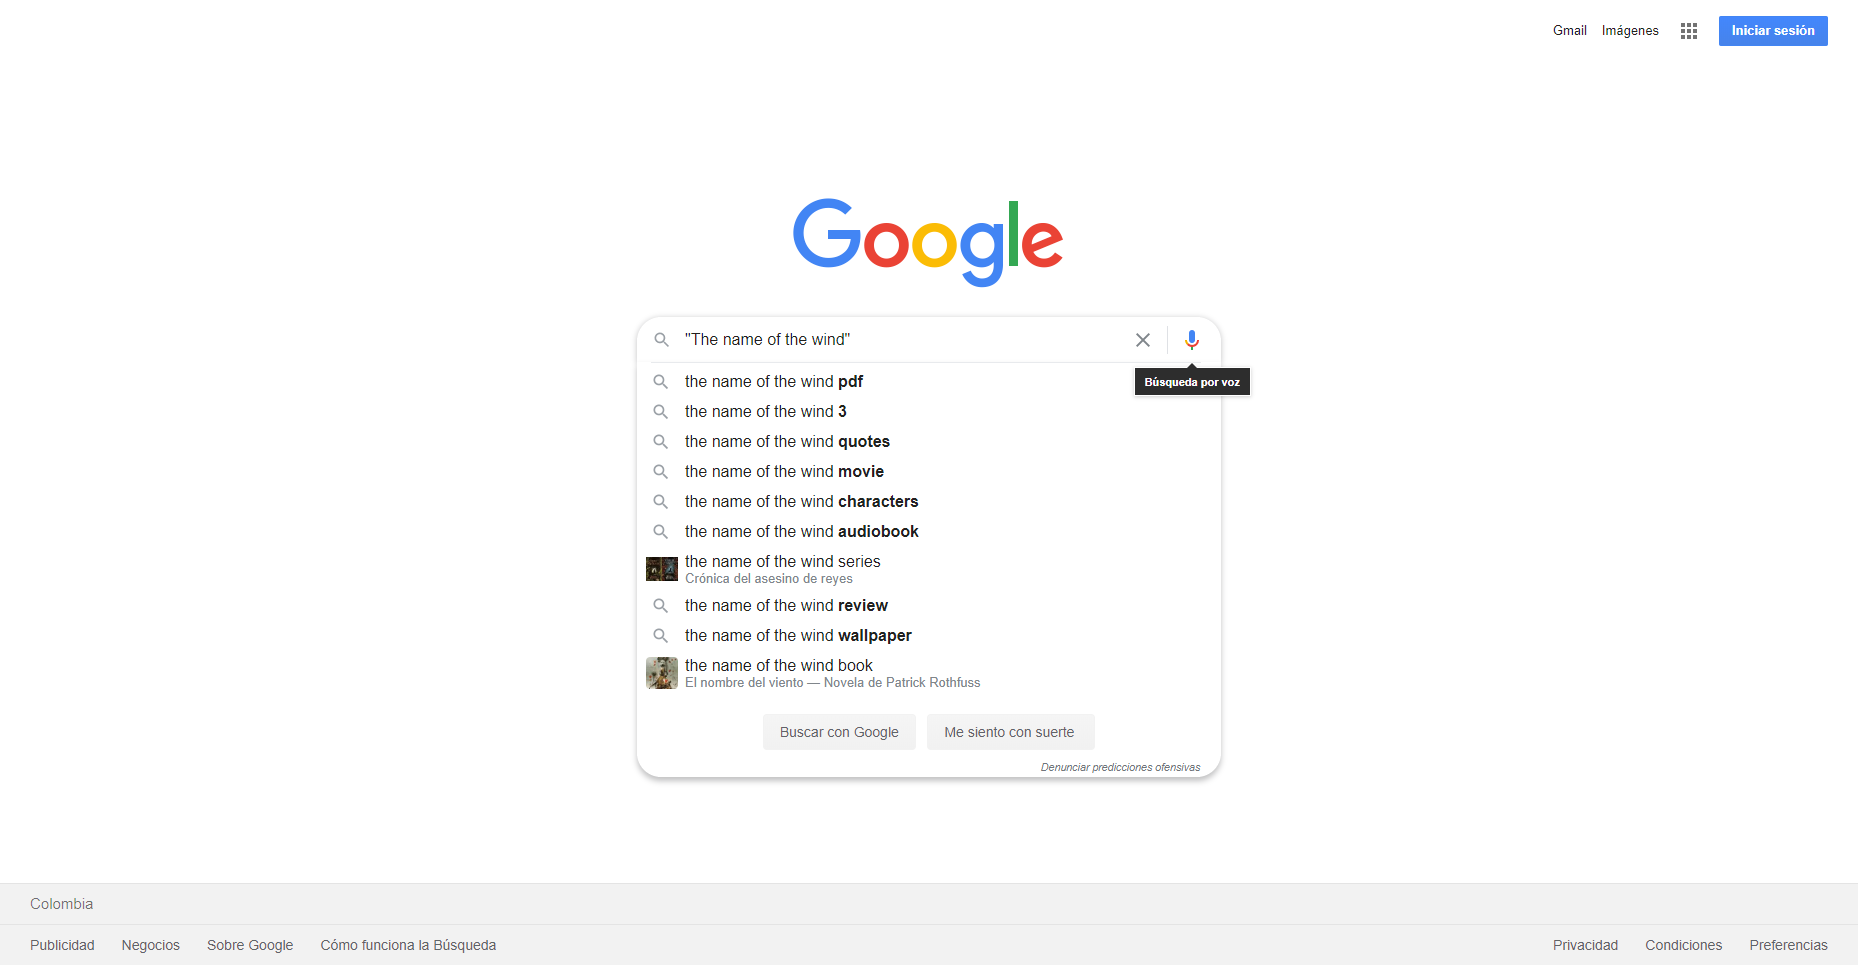 Gmail Imágenes Iniciar sesión
Google
"The name of the wind"
Búsqueda por voz
the name of the wind pdf
the name of the wind 3
the name of the wind quotes
the name of the wind movie
the name of the wind characters
the name of the wind audiobook
the name of the wind series
Crónica del asesino de reyes
the name of the wind review
the name of the wind wallpaper
the name of the wind book
El nombre del viento — Novela de Patrick Rothfuss
Buscar con Google Me siento con suerte
Denunciar predicciones ofensivas
Colombia
Publicidad Negocios Sobre Google Cómo funciona la Búsqueda Privacidad Condiciones Preferencias